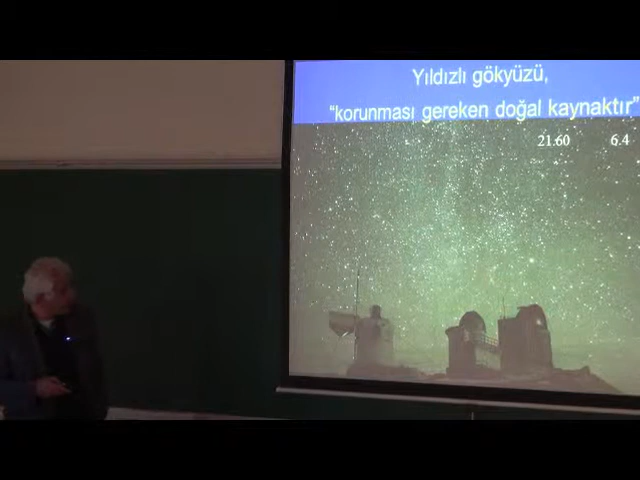 Yıldızlı gökyüzü,
“korunması gereken doğal kaynaktır”
21.60 6.4